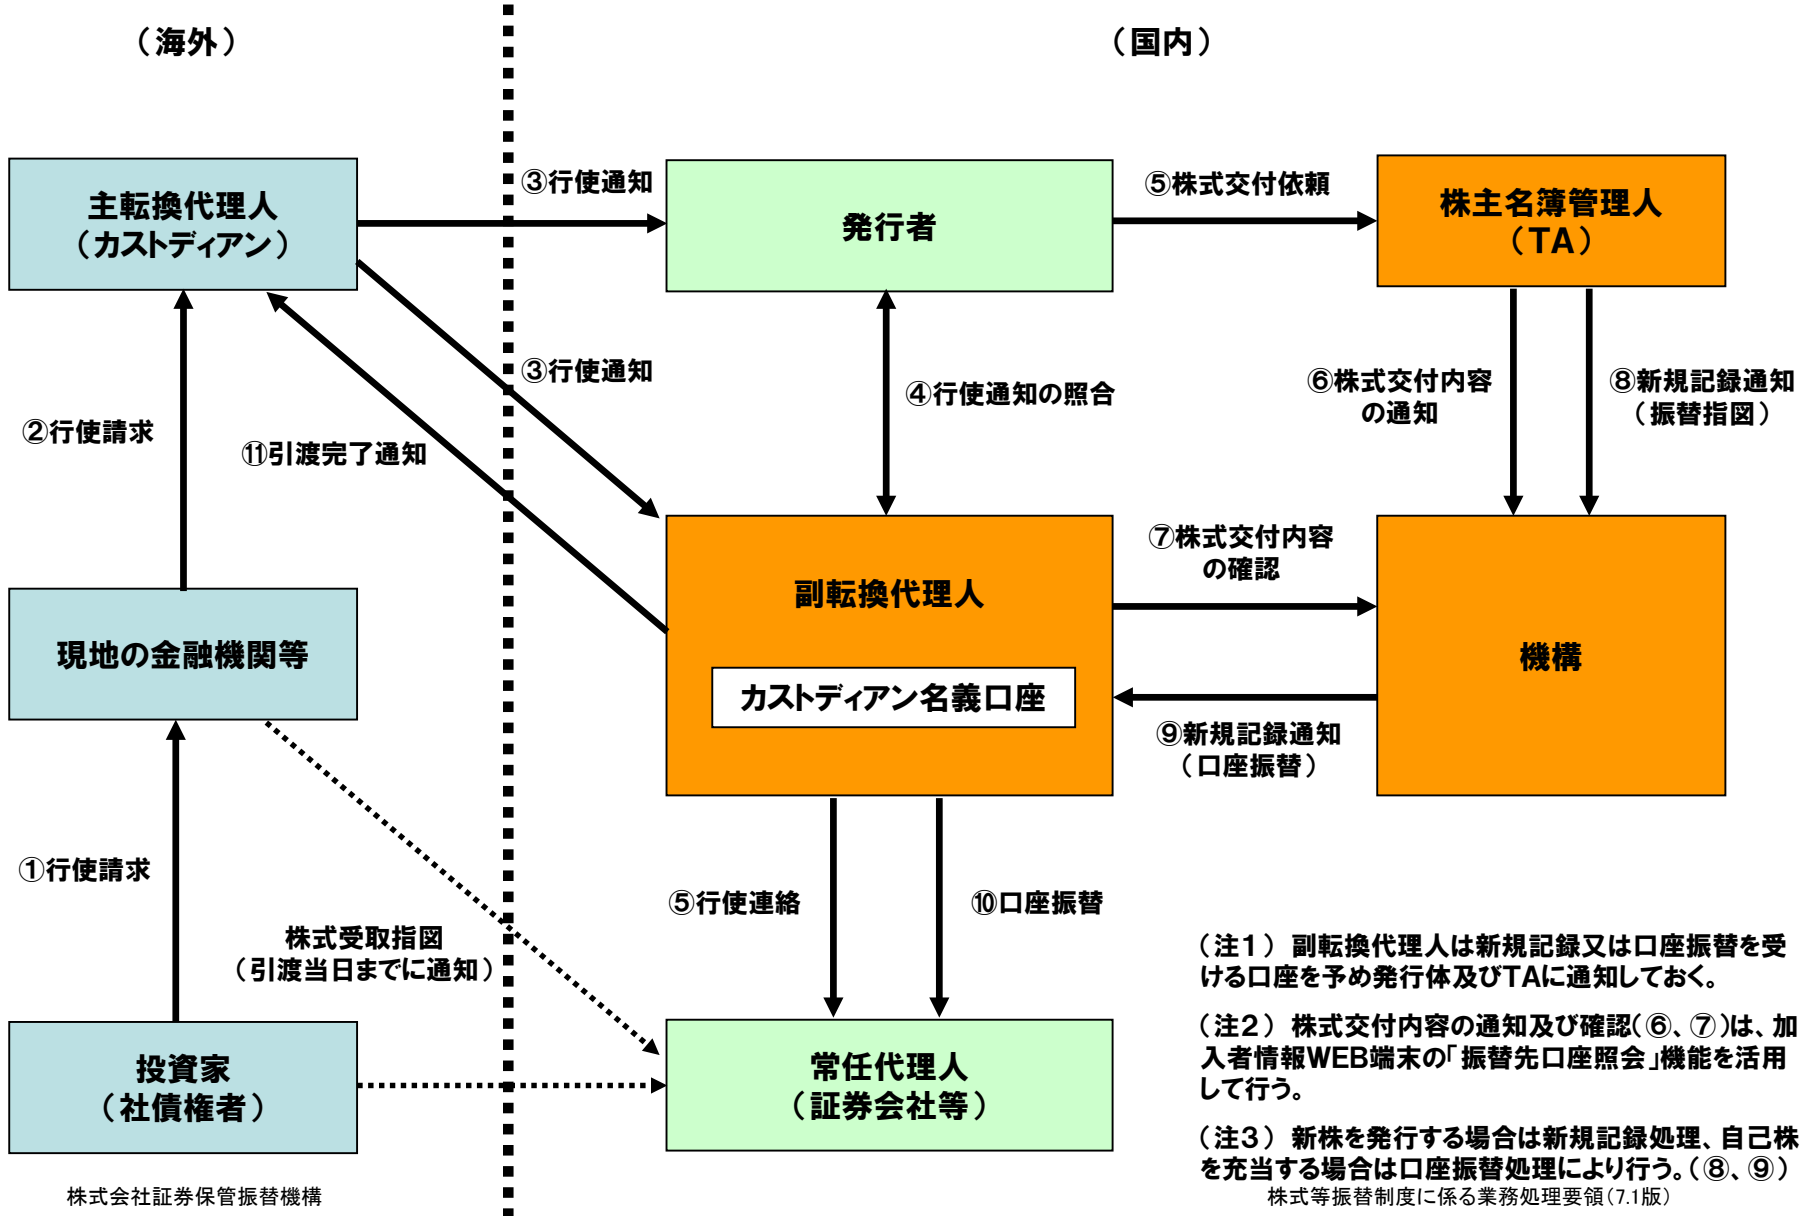 （海外）
（国内）
主転換代理人
（カストディアン）
③行使通知
発行者
⑤株式交付依頼
株主名簿管理人
（ＴＡ）
③行使通知
④行使通知の照合
⑥株式交付内容
の通知
⑧新規記録通知
（振替指図）
②行使請求
⑪引渡完了通知
現地の金融機関等
副転換代理人
カストディアン名義口座
⑦株式交付内容
の確認
機構
⑨新規記録通知
（口座振替）
①行使請求
株式受取指図
（引渡当日までに通知）
⑤行使連絡
⑩口座振替
投資家
（社債権者）
常任代理人
（証券会社等）
（注１） 副転換代理人は新規記録又は口座振替を受
ける口座を予め発行体及びTAに通知しておく。
（注２） 株式交付内容の通知及び確認（⑥、⑦）は、加
入者情報WEB端末の「振替先口座照会」機能を活用
して行う。
（注３） 新株を発行する場合は新規記録処理、自己株
を充当する場合は口座振替処理により行う。（⑧、⑨）
株式会社証券保管振替機構
株式等振替制度に係る業務処理要領（7.1版）